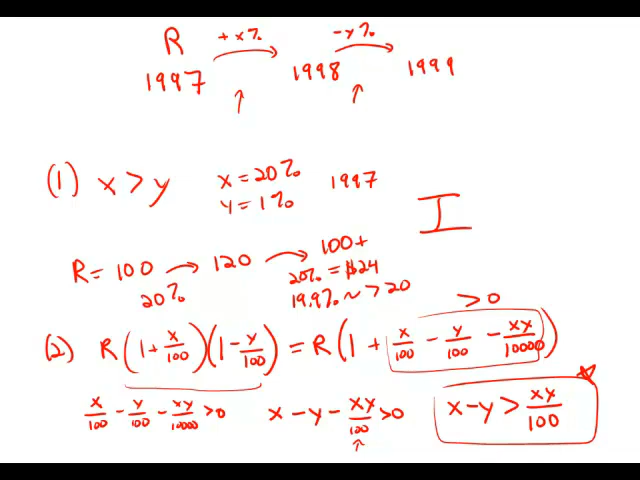 R +x% -y%
1997 1998 1999
(1) x > y x = 20% 1997
y = 1%
I
R = 100 120 100+
20% 20% = $24
19.9% ~ > 20
> 0
(2) R(1 + x/100)(1 - y/100) = R(1 + x/100 - y/100 - xy/10000)
x/100 - y/100 - xy/10000 > 0 x - y - xy/100 > 0 x - y > xy/100